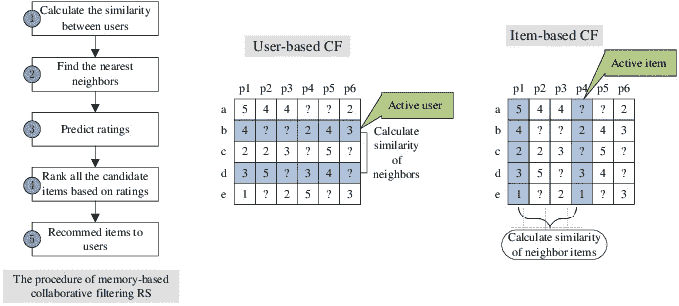 1
Calculate the similarity
between users
2
Find the nearest
neighbors
3
Predict ratings
4
Rank all the candidate
items based on ratings
5
Recommed items to
users
The procedure of memory-based
collaborative filtering RS
User-based CF
p1 p2 p3 p4 p5 p6
a 5 4 4 ? ? 2
b 4 ? ? 2 4 3
c 2 2 3 ? 5 ?
d 3 5 ? 3 4 ?
e 1 ? 2 5 ? 3
Active user
Calculate
similarity
of
neighbors
Item-based CF
Active item
p1 p2 p3 p4 p5 p6
a 5 4 4 ? ? 2
b 4 ? ? 2 4 3
c 2 2 3 ? 5 ?
d 3 5 ? 3 4 ?
e 1 ? 2 1 ? 3
Calculate similarity
of neighbor items